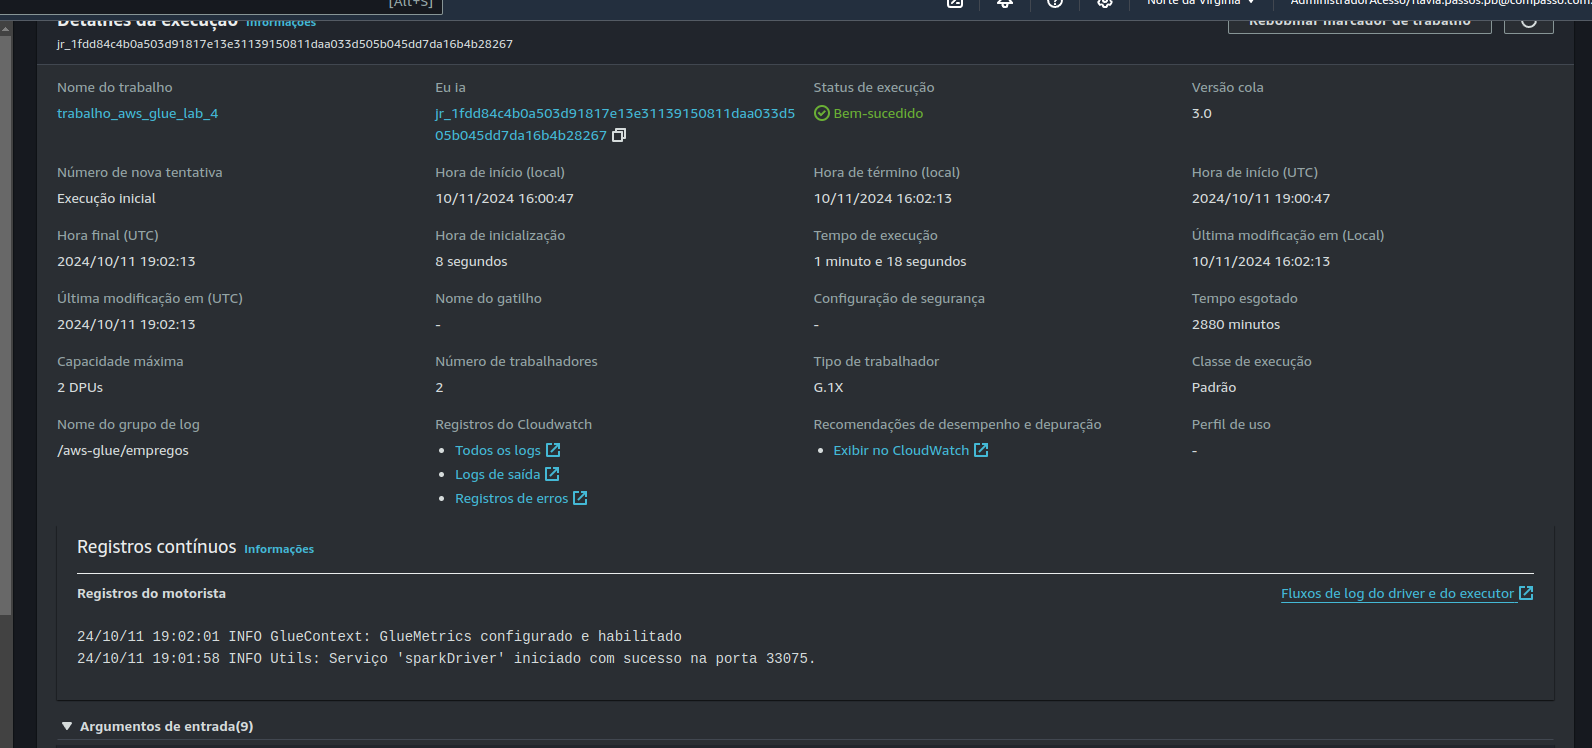 [Alt+S]
Norte da Virgínia
AdministradorAcesso/flavia.passos.pb@compasso.com
Detalhes da execução Informações
Rebobinar marcador de trabalho
jr_1fdd84c4b0a503d91817e13e31139150811daa033d505b045dd7da16b4b28267
Nome do trabalho
trabalho_aws_glue_lab_4
Eu ia
jr_1fdd84c4b0a503d91817e13e31139150811daa033d5
05b045dd7da16b4b28267
Status de execução
Bem-sucedido
Versão cola
3.0
Número de nova tentativa
Execução inicial
Hora de início (local)
10/11/2024 16:00:47
Hora de término (local)
10/11/2024 16:02:13
Hora de início (UTC)
2024/10/11 19:00:47
Hora final (UTC)
2024/10/11 19:02:13
Hora de inicialização
8 segundos
Tempo de execução
1 minuto e 18 segundos
Última modificação em (Local)
10/11/2024 16:02:13
Última modificação em (UTC)
2024/10/11 19:02:13
Nome do gatilho
-
Configuração de segurança
-
Tempo esgotado
2880 minutos
Capacidade máxima
2 DPUs
Número de trabalhadores
2
Tipo de trabalhador
G.1X
Classe de execução
Padrão
Nome do grupo de log
/aws-glue/empregos
Registros do Cloudwatch
• Todos os logs
• Logs de saída
• Registros de erros
Recomendações de desempenho e depuração
• Exibir no CloudWatch
Perfil de uso
-
Registros contínuos Informações
Registros do motorista
Fluxos de log do driver e do executor
24/10/11 19:02:01 INFO GlueContext: GlueMetrics configurado e habilitado
24/10/11 19:01:58 INFO Utils: Serviço 'sparkDriver' iniciado com sucesso na porta 33075.
Argumentos de entrada(9)